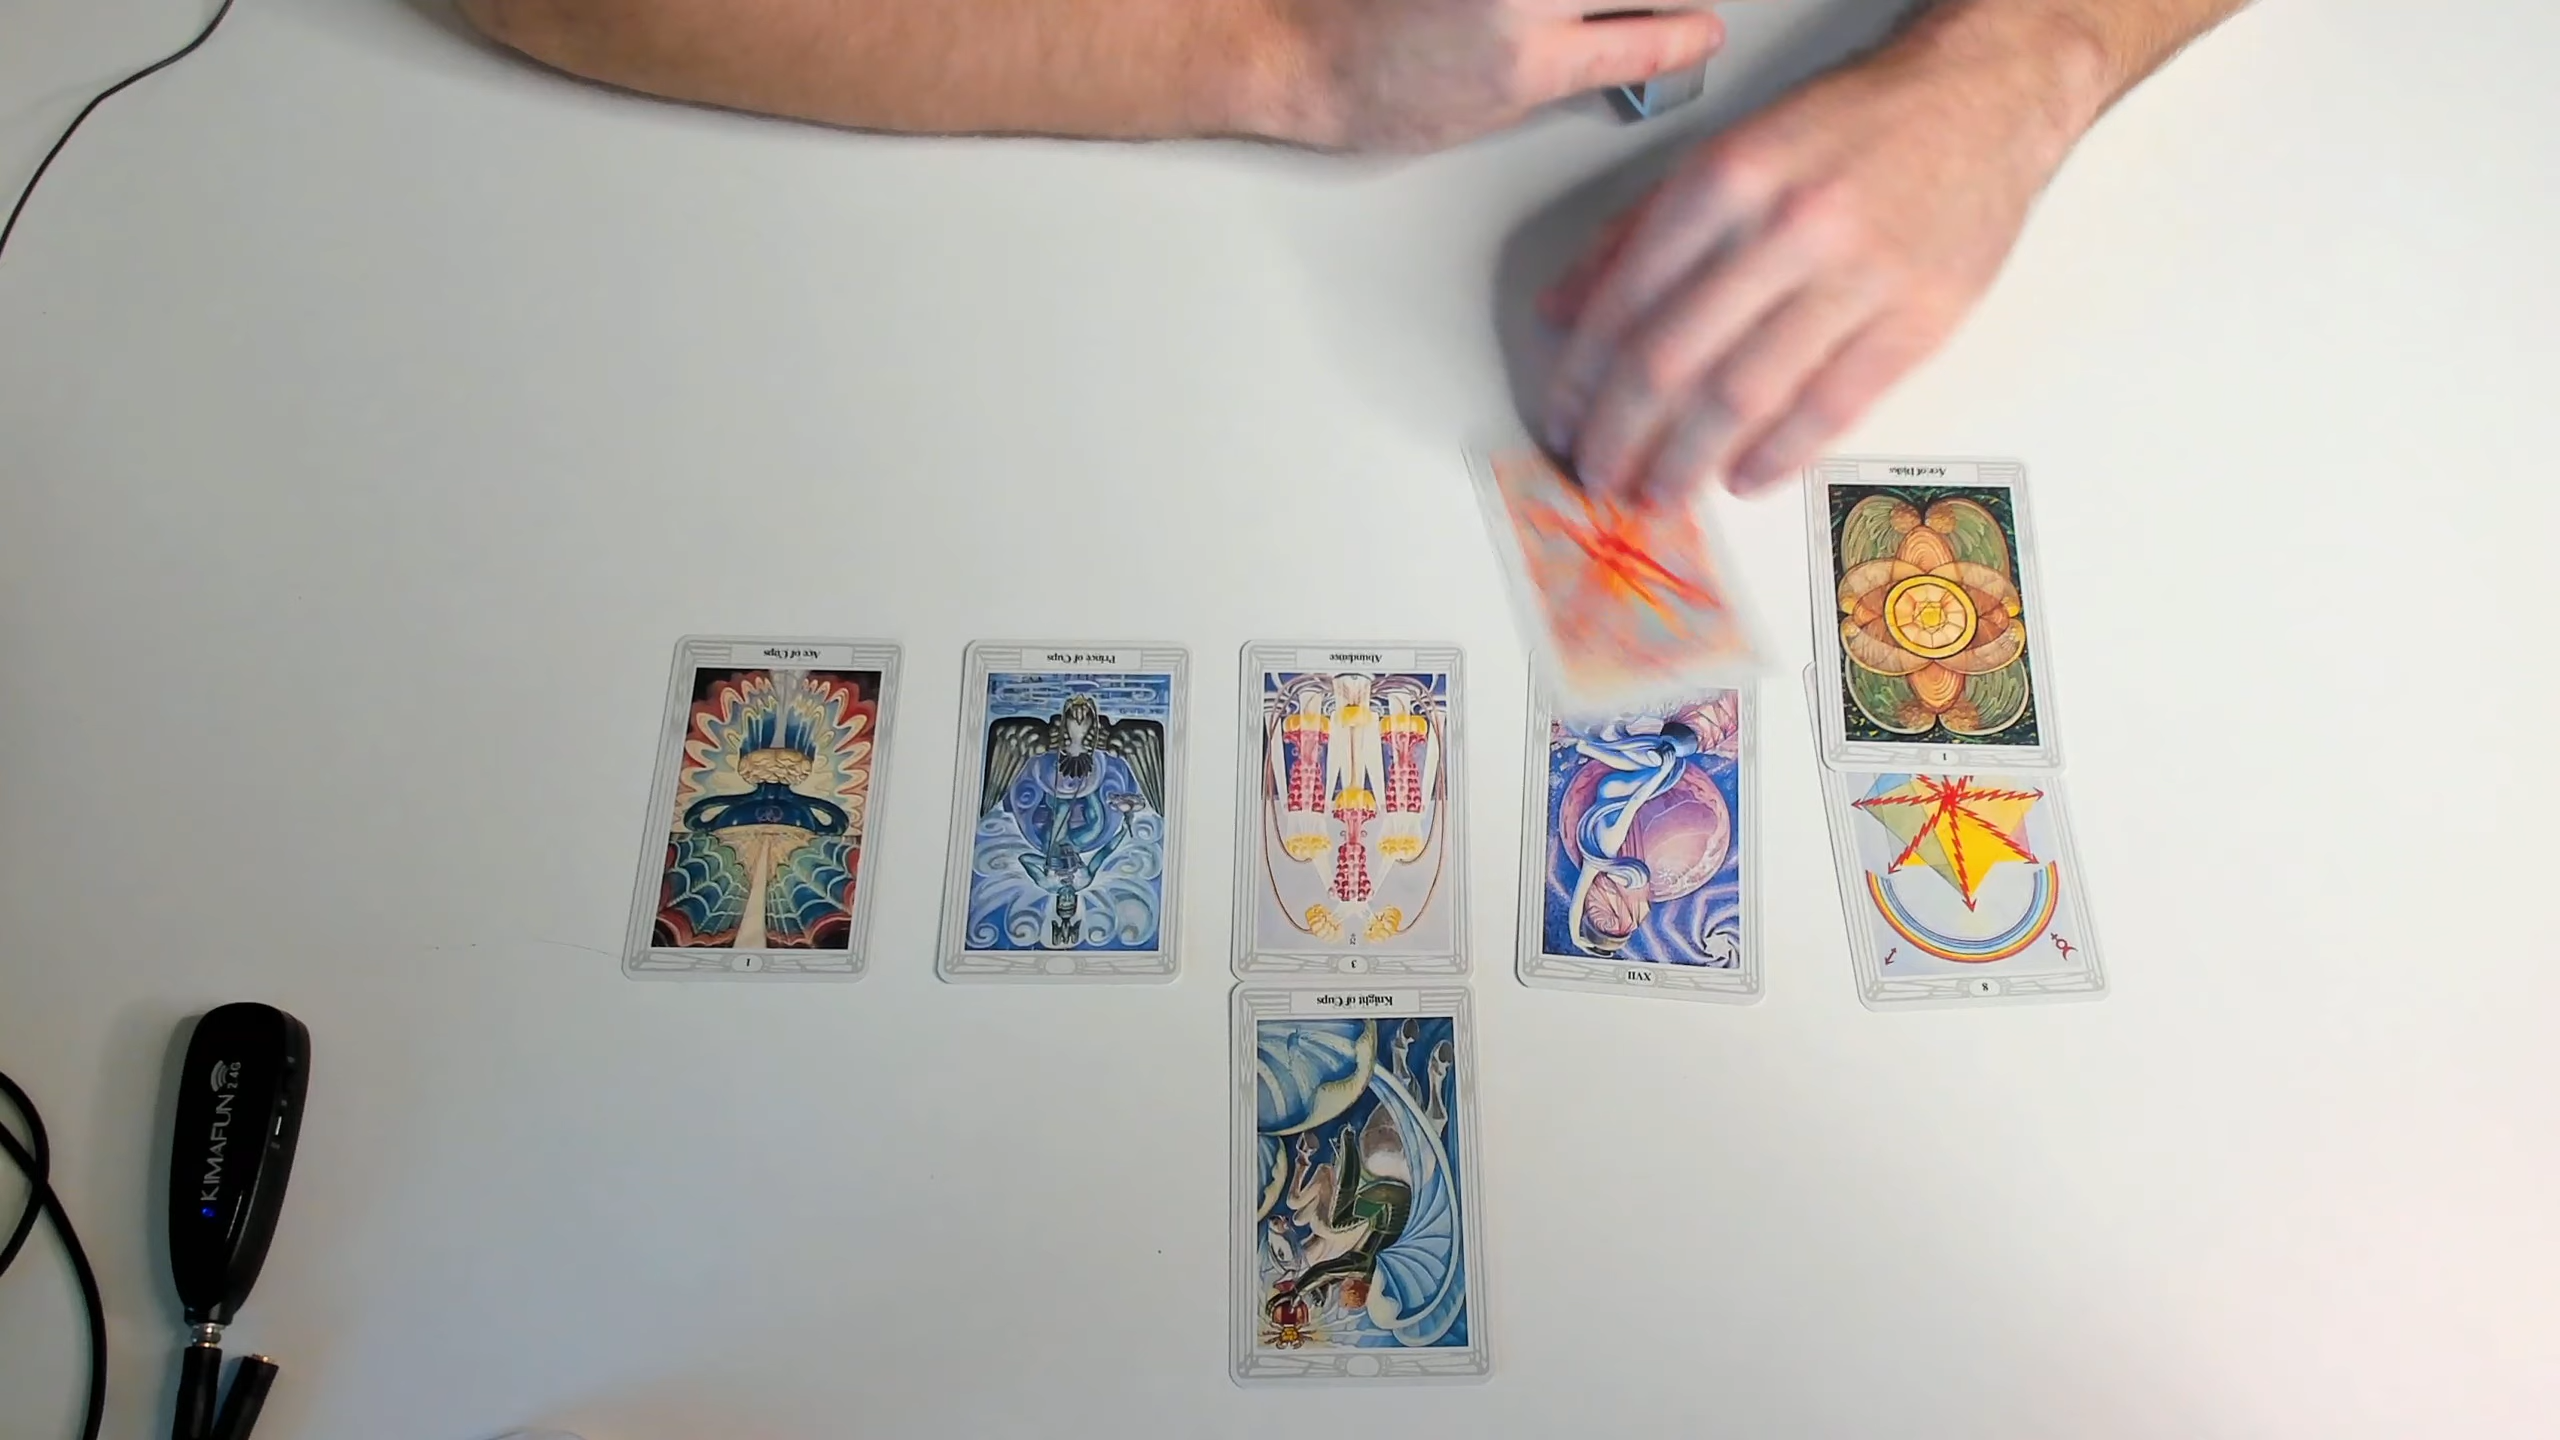 Ace of Disks
1
Ace of Cups
1
Prince of Cups
Abundance
3
XVII
8
Knight of Cups
KIMAFUN
2.4G